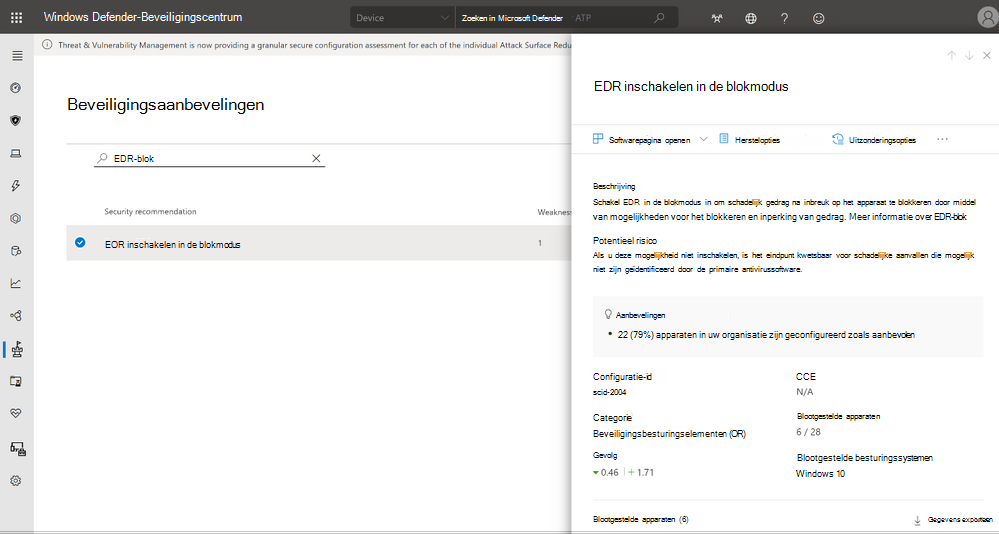 Windows Defender-Beveiligingscentrum
Device
Zoeken in Microsoft Defender ATP
Threat & Vulnerability Management is now providing a granular secure configuration assessment for each of the individual Attack Surface Redu
Beveiligingsaanbevelingen
EDR-blok
Security recommendation
Weakness
EOR inschakelen in de blokmodus
1
EDR inschakelen in de blokmodus
Softwarepagina openen
Herstelopties
Uitzonderingsopties
Beschrijving
Schakel EDR in de blokmodus in om schadelijk gedrag na inbreuk op het apparaat te blokkeren door middel
van mogelijkheden voor het blokkeren en inperking van gedrag. Meer informatie over EDR-blok
Potentieel risico
Als u deze mogelijkheid niet inschakelen, is het eindpunt kwetsbaar voor schadelijke aanvallen die mogelijk
niet zijn geïdentificeerd door de primaire antivirussoftware.
Aanbevelingen
• 22 (79%) apparaten in uw organisatie zijn geconfigureerd zoals aanbevolen
Configuratie-id
scid-2004
CCE
N/A
Categorie
Beveiligingsbesturingselementen (OR)
Blootgestelde apparaten
6 / 28
Gevolg
0.46 | + 1.71
Blootgestelde besturingssystemen
Windows 10
Blootgestelde apparaten (6)
Gegevens exporteren